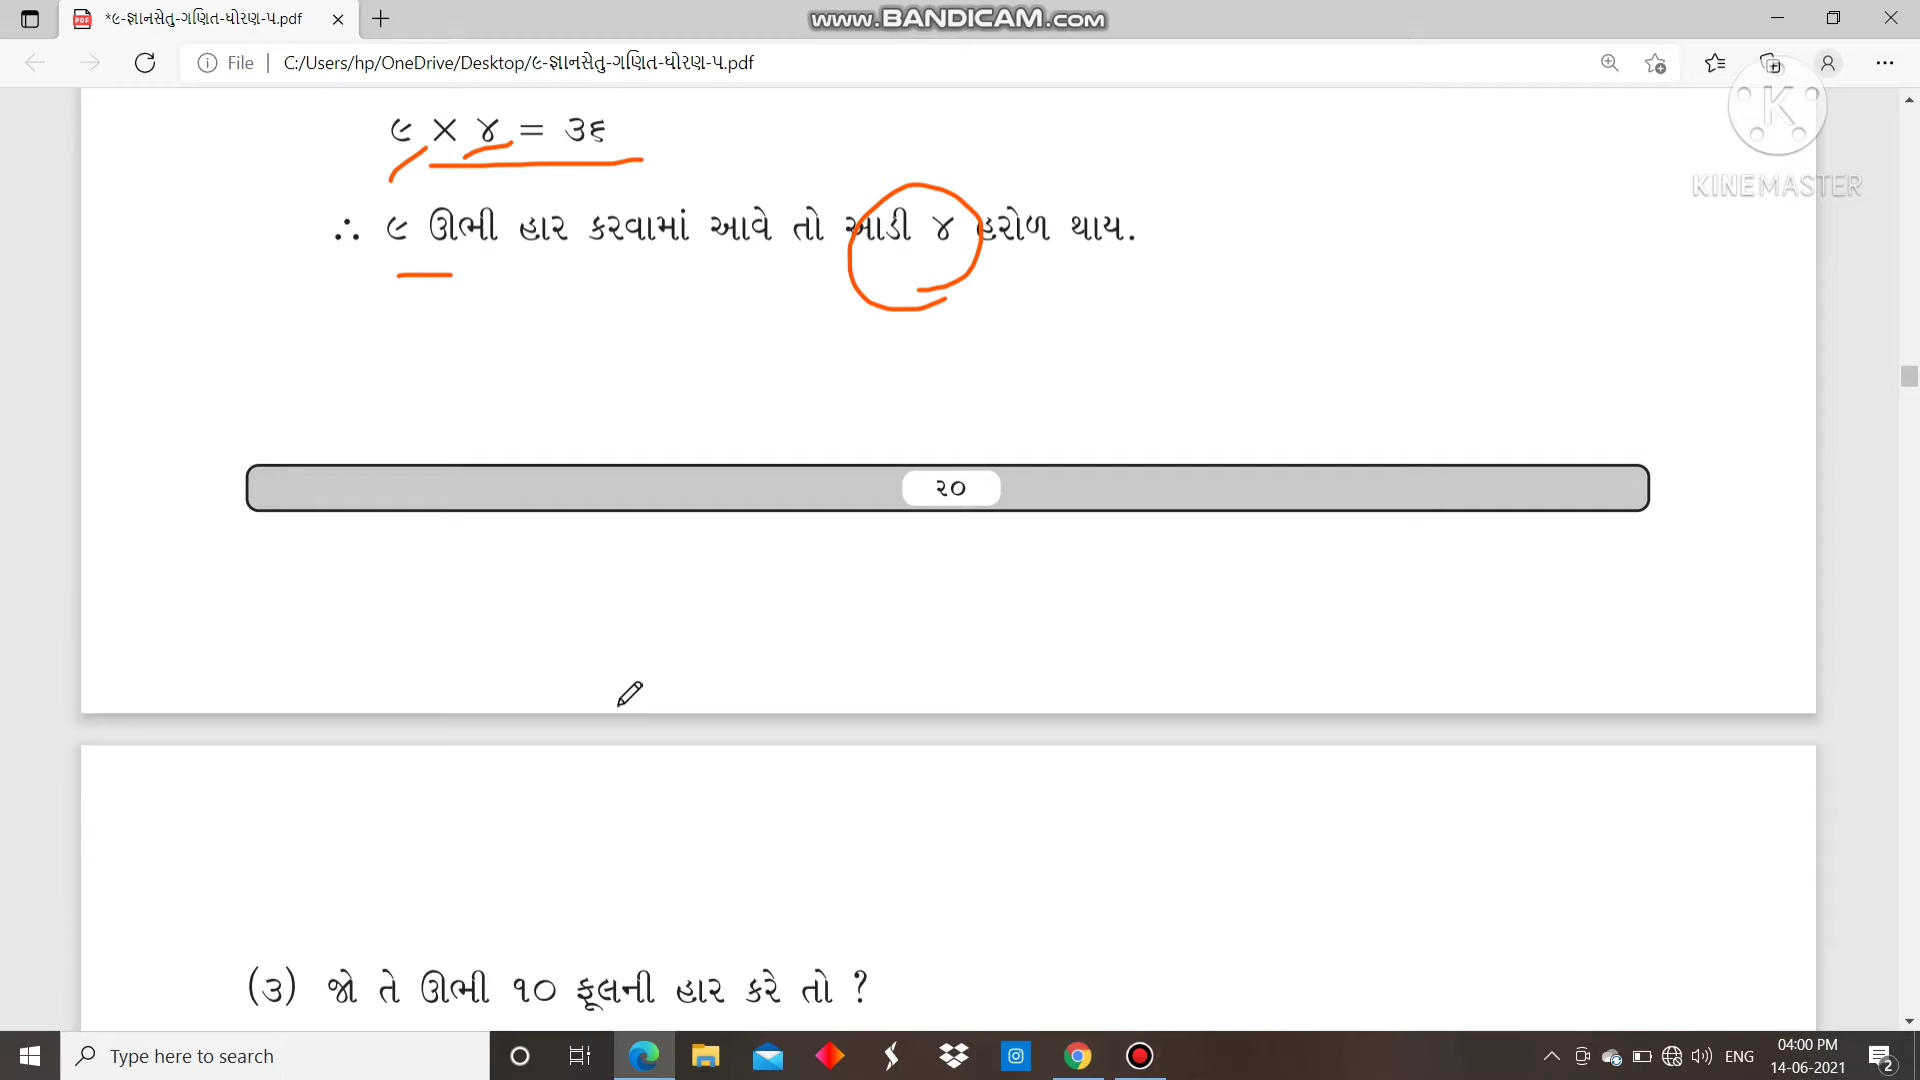 *૯-જ્ઞાનસેતુ-ગણિત-ધોરણ-૫.pdf
www.BANDICAM.com
File
C:/Users/hp/OneDrive/Desktop/૯-જ્ઞાનસેતુ-ગણિત-ધોરણ-૫.pdf
K
KINEMASTER
૯ × ૪ = ૩૬
∴ ૯ ઊભી હાર કરવામાં આવે તો આડી ૪ હરોળ થાય.
૨૦
(૩) જો તે ઊભી ૧૦ ફૂલની હાર કરે તો ?
Type here to search
ENG
04:00 PM
14-06-2021
2